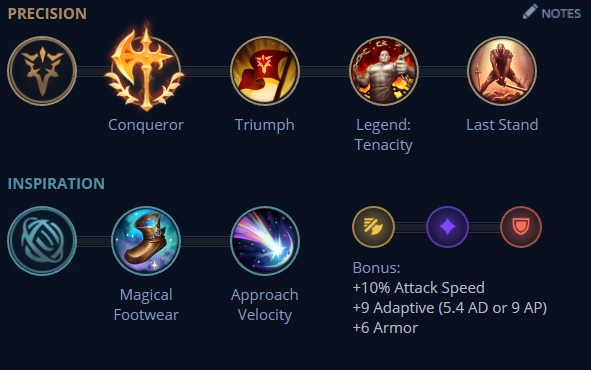 PRECISION
NOTES
Conqueror
Triumph
Legend:
Tenacity
Last Stand
INSPIRATION
Magical
Footwear
Approach
Velocity
Bonus:
+10% Attack Speed
+9 Adaptive (5.4 AD or 9 AP)
+6 Armor